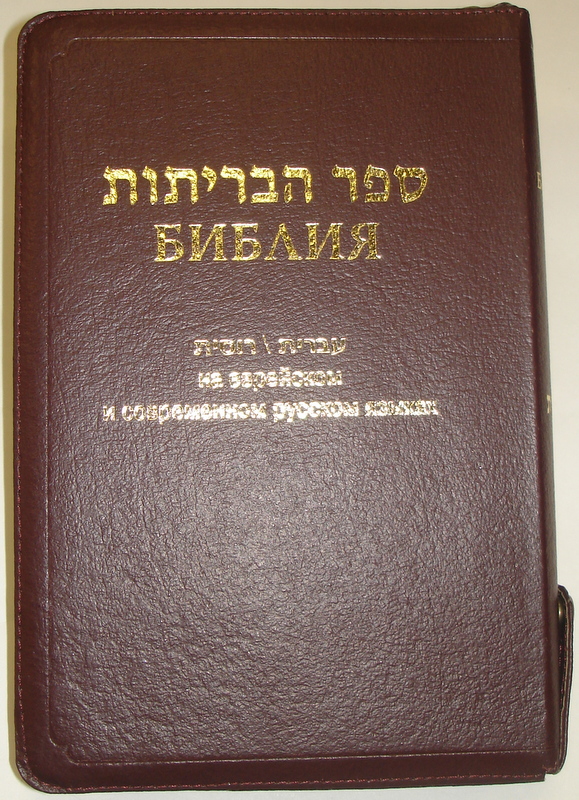 ספר הבריתות
БИБЛИЯ
עברית \ רוסית
на еврейском
и современном русском языках